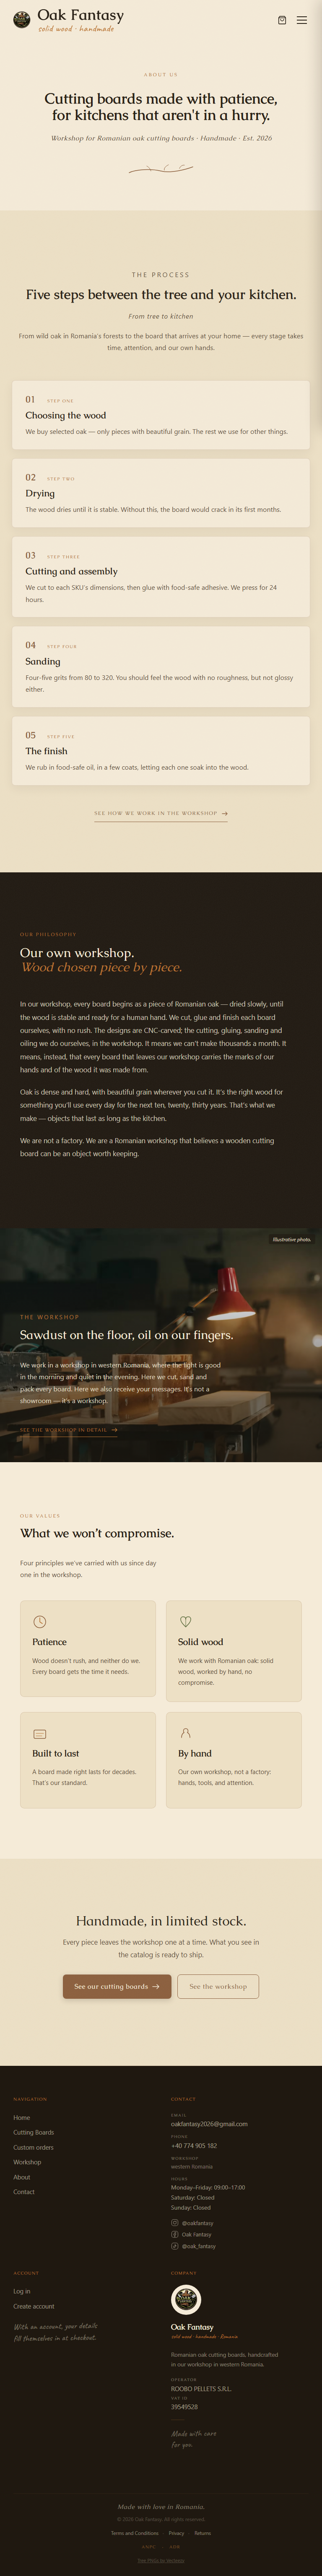 Oak Fantasy
solid wood · handmade
ABOUT US
Cutting boards made with patience,
for kitchens that aren't in a hurry.
Workshop for Romanian oak cutting boards · Handmade · Est. 2026
THE PROCESS
Five steps between the tree and your kitchen.
From tree to kitchen
From wild oak in Romania's forests to the board that arrives at your home — every stage takes
time, attention, and our own hands.
01 STEP ONE
Choosing the wood
We buy selected oak — only pieces with beautiful grain. The rest we use for other things.
02 STEP TWO
Drying
The wood dries until it is stable. Without this, the board would crack in its first months.
03 STEP THREE
Cutting and assembly
We cut to each SKU's dimensions, then glue with food-safe adhesive. We press for 24
hours.
04 STEP FOUR
Sanding
Four-five grits from 80 to 320. You should feel the wood with no roughness, but not glossy
either.
05 STEP FIVE
The finish
We rub in food-safe oil, in a few coats, letting each one soak into the wood.
SEE HOW WE WORK IN THE WORKSHOP →
OUR PHILOSOPHY
Our own workshop.
Wood chosen piece by piece.
In our workshop, every board begins as a piece of Romanian oak — dried slowly, until
the wood is stable and ready for a human hand. We cut, glue and finish each board
ourselves, with no rush. The designs are CNC-carved; the cutting, gluing, sanding and
oiling we do ourselves, in the workshop. It means we can't make thousands a month. It
means, instead, that every board that leaves our workshop carries the marks of our
hands and of the wood it was made from.
Oak is dense and hard, with beautiful grain wherever you cut it. It's the right wood for
something you'll use every day for the next ten, twenty, thirty years. That's what we
make — objects that last as long as the kitchen.
We are not a factory. We are a Romanian workshop that believes a wooden cutting
board can be an object worth keeping.
Illustrative photo.
THE WORKSHOP
Sawdust on the floor, oil on our fingers.
We work in a workshop in western Romania, where the light is good
in the morning and quiet in the evening. Here we cut, sand and
pack every board. Here we also receive your messages. It's not a
showroom — it's a workshop.
SEE THE WORKSHOP IN DETAIL →
OUR VALUES
What we won't compromise.
Four principles we've carried with us since day
one in the workshop.
Patience
Wood doesn't rush, and neither do we.
Every board gets the time it needs.
Solid wood
We work with Romanian oak: solid
wood, worked by hand, no
compromise.
Built to last
A board made right lasts for decades.
That's our standard.
By hand
Our own workshop, not a factory:
hands, tools, and attention.
Handmade, in limited stock.
Every piece leaves the workshop one at a time. What you see in
the catalog is ready to ship.
See our cutting boards →
See the workshop
NAVIGATION
Home
Cutting Boards
Custom orders
Workshop
About
Contact
CONTACT
EMAIL
oakfantasy2026@gmail.com
PHONE
+40 774 905 182
WORKSHOP
western Romania
HOURS
Monday–Friday: 09:00–17:00
Saturday: Closed
Sunday: Closed
@oakfantasy
Oak Fantasy
@oak_fantasy
ACCOUNT
Log in
Create account
With an account, your details
fill themselves in at checkout.
COMPANY
Oak Fantasy
solid wood · handmade · Romania
Romanian oak cutting boards, handcrafted
in our workshop in western Romania.
OPERATOR
ROOBO PELLETS S.R.L.
VAT ID
39549528
Made with care
for you
Made with love in Romania.
© 2026 Oak Fantasy. All rights reserved.
Terms and Conditions Privacy Returns
ANPC SOR